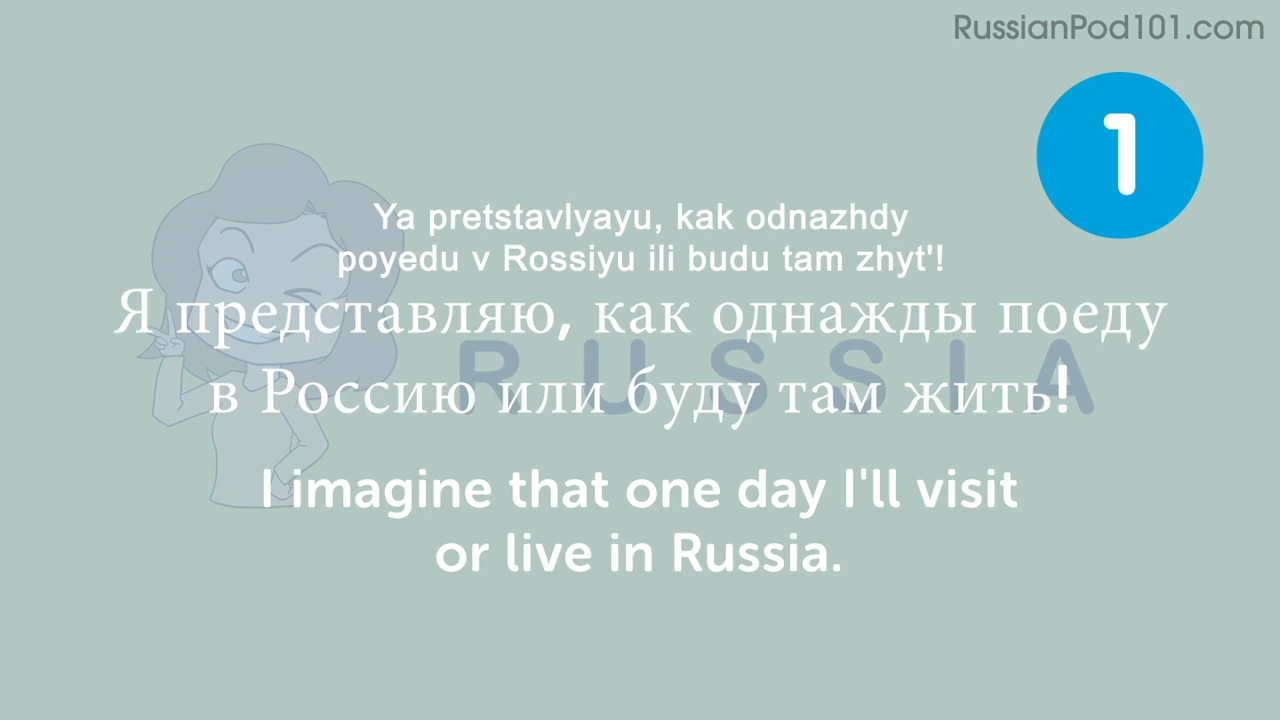 RussianPod101.com
1
Ya pretstavlyayu, kak odnazhdy
poyedu v Rossiyu ili budu tam zhyt'!
Я представляю, как однажды поеду
в Россию или буду там жить!
RUSSIA
I imagine that one day I'll visit
or live in Russia.